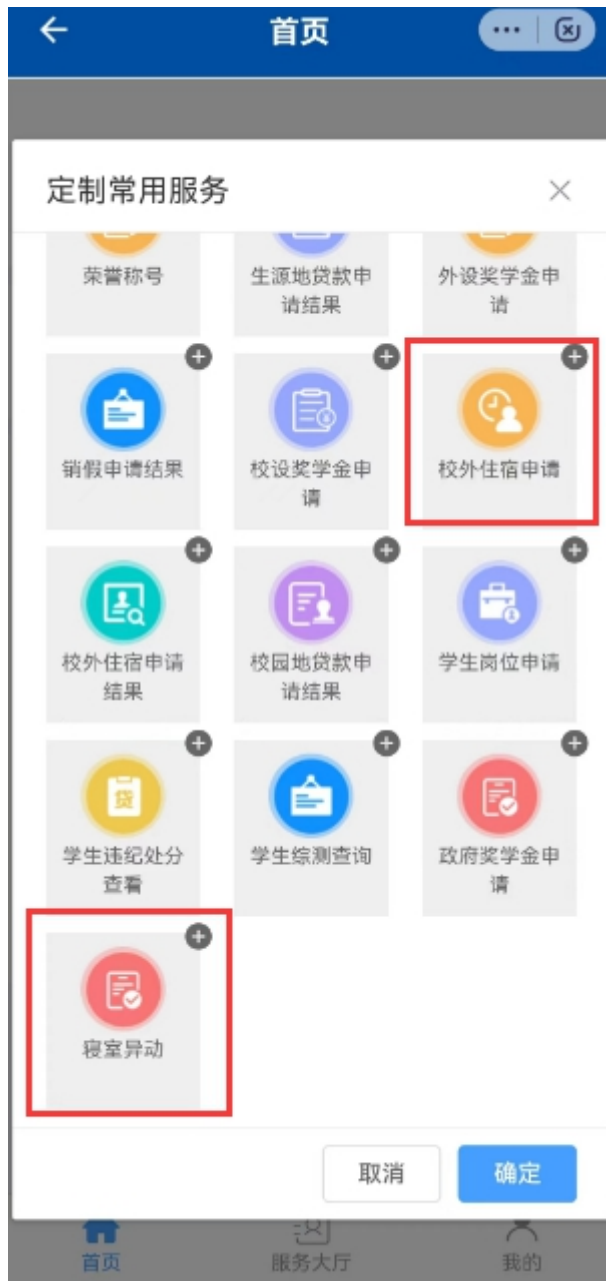 首页
定制常用服务
荣誉称号
生源地贷款申
请结果
外设奖学金申
请
销假申请结果
校设奖学金申
请
校外住宿申请
校外住宿申请
结果
校园地贷款申
请结果
学生岗位申请
贷
学生违纪处分
查看
学生综测查询
政府奖学金申
请
寝室异动
取消
确定
首页
服务大厅
我的